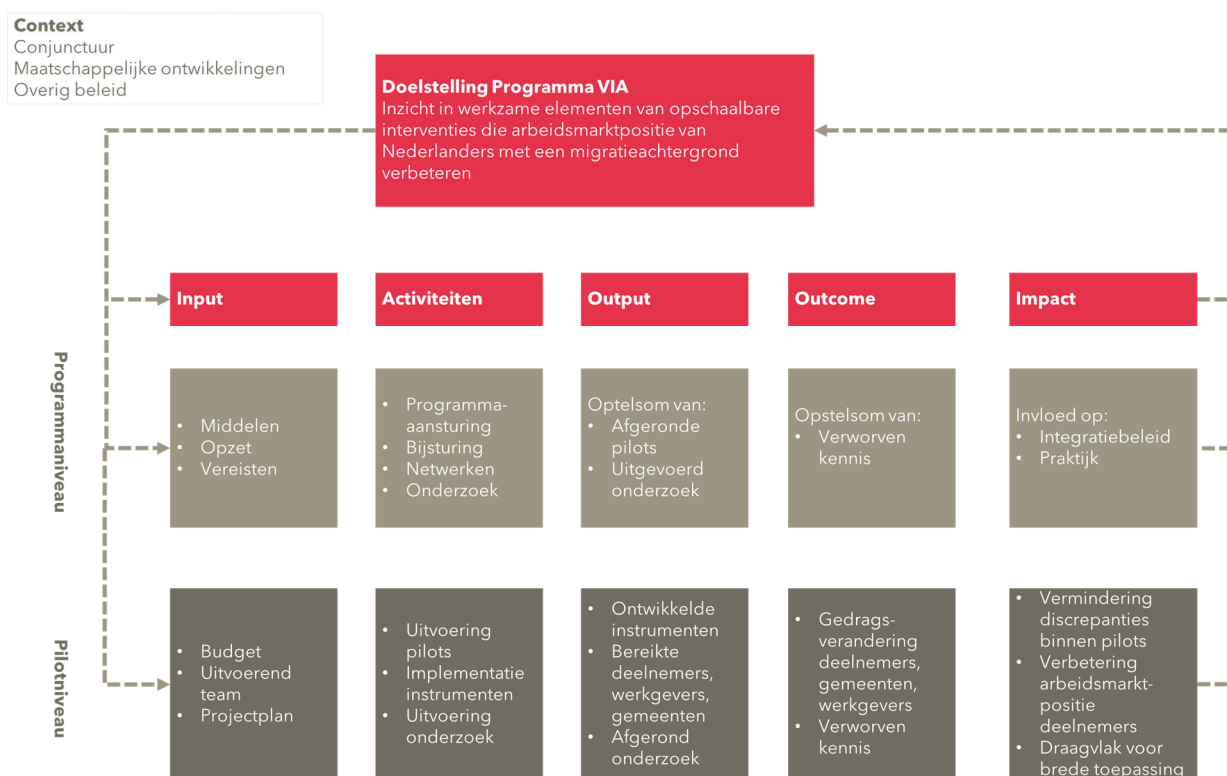 Context
Conjunctuur
Maatschappelijke ontwikkelingen
Overig beleid
Doelstelling Programma VIA
Inzicht in werkzame elementen van opschaalbare
interventies die arbeidsmarktpositie van
Nederlanders met een migratieachtergrond
verbeteren
Input
Activiteiten
Output
Outcome
Impact
Programmaniveau
• Middelen
• Opzet
• Vereisten
• Programma-
aansturing
• Bijsturing
• Netwerken
• Onderzoek
Optelsom van:
• Afgeronde
pilots
• Uitgevoerd
onderzoek
Opstelsom van:
• Verworven
kennis
Invloed op:
• Integratiebeleid
• Praktijk
Pilotniveau
• Budget
• Uitvoerend
team
• Projectplan
• Uitvoering
pilots
• Implementatie
instrumenten
• Uitvoering
onderzoek
• Ontwikkelde
instrumenten
• Bereikte
deelnemers,
werkgevers,
gemeenten
• Afgerond
onderzoek
• Gedrags-
verandering
deelnemers,
gemeenten,
werkgevers
• Verworven
kennis
• Vermindering
discrepanties
binnen pilots
• Verbetering
arbeidsmarkt-
positie
deelnemers
• Draagvlak voor
brede toepassing